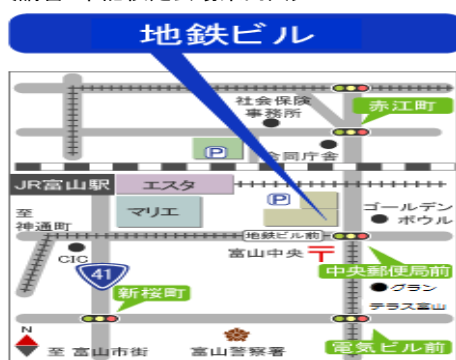 地鉄ビル
社会保険
事務所
赤江町
P
合同庁舎
JR富山駅
エスタ
P
マリエ
ゴールデン
ボウル
至
神通町
地鉄ビル前
CIC
富山中央
中央郵便局前
41
新桜町
グラン
テラス富山
N
電気ビル前
至 富山市街
富山警察署